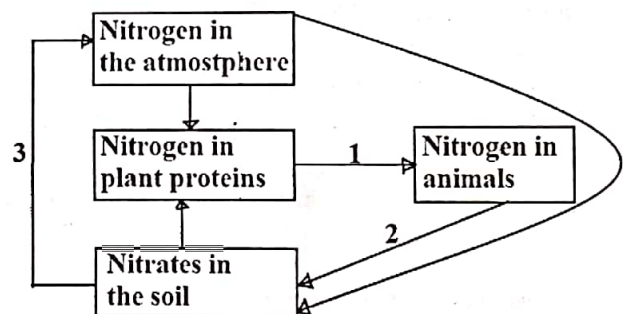 Nitrogen in
the atmostphere
3
Nitrogen in
plant proteins
1
Nitrogen in
animals
2
Nitrates in
the soil